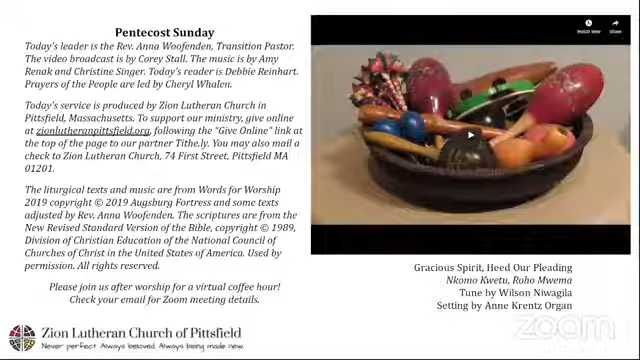 Pentecost Sunday
Today's leader is the Rev. Anna Woofenden, Transition Pastor.
The video broadcast is by Corey Stall. The music is by Amy
Renak and Christine Singer. Today's reader is Debbie Reinhart.
Prayers of the People are led by Cheryl Whalen.
Today's service is produced by Zion Lutheran Church in
Pittsfield, Massachusetts. To support our ministry, give online
at zionlutheranpittsfield.org, following the "Give Online" link at
the top of the page to our partner Tithe.ly. You may also mail
a check to Zion Lutheran Church, 74 First Street, Pittsfield MA
01201.
The liturgical texts and music are from Words for Worship
2019 copyright © 2019 Augsburg Fortress and some texts
adjusted by Rev. Anna Woofenden. The scriptures are from the
New Revised Standard Version of the Bible, copyright © 1989,
Division of Christian Education of the National Council of
Churches of Christ in the United States of America. Used by
permission. All rights reserved.
Please join us after worship for a virtual coffee hour!
Check your email for Zoom meeting details.
Zion Lutheran Church of Pittsfield
Never perfect. Always beloved. Always being made new.
Watch later
Share
Gracious Spirit, Heed Our Pleading
Nkomo Kwetu, Roho Mwema
Tune by Wilson Niwagila
Setting by Anne Krentz Organ
zoom